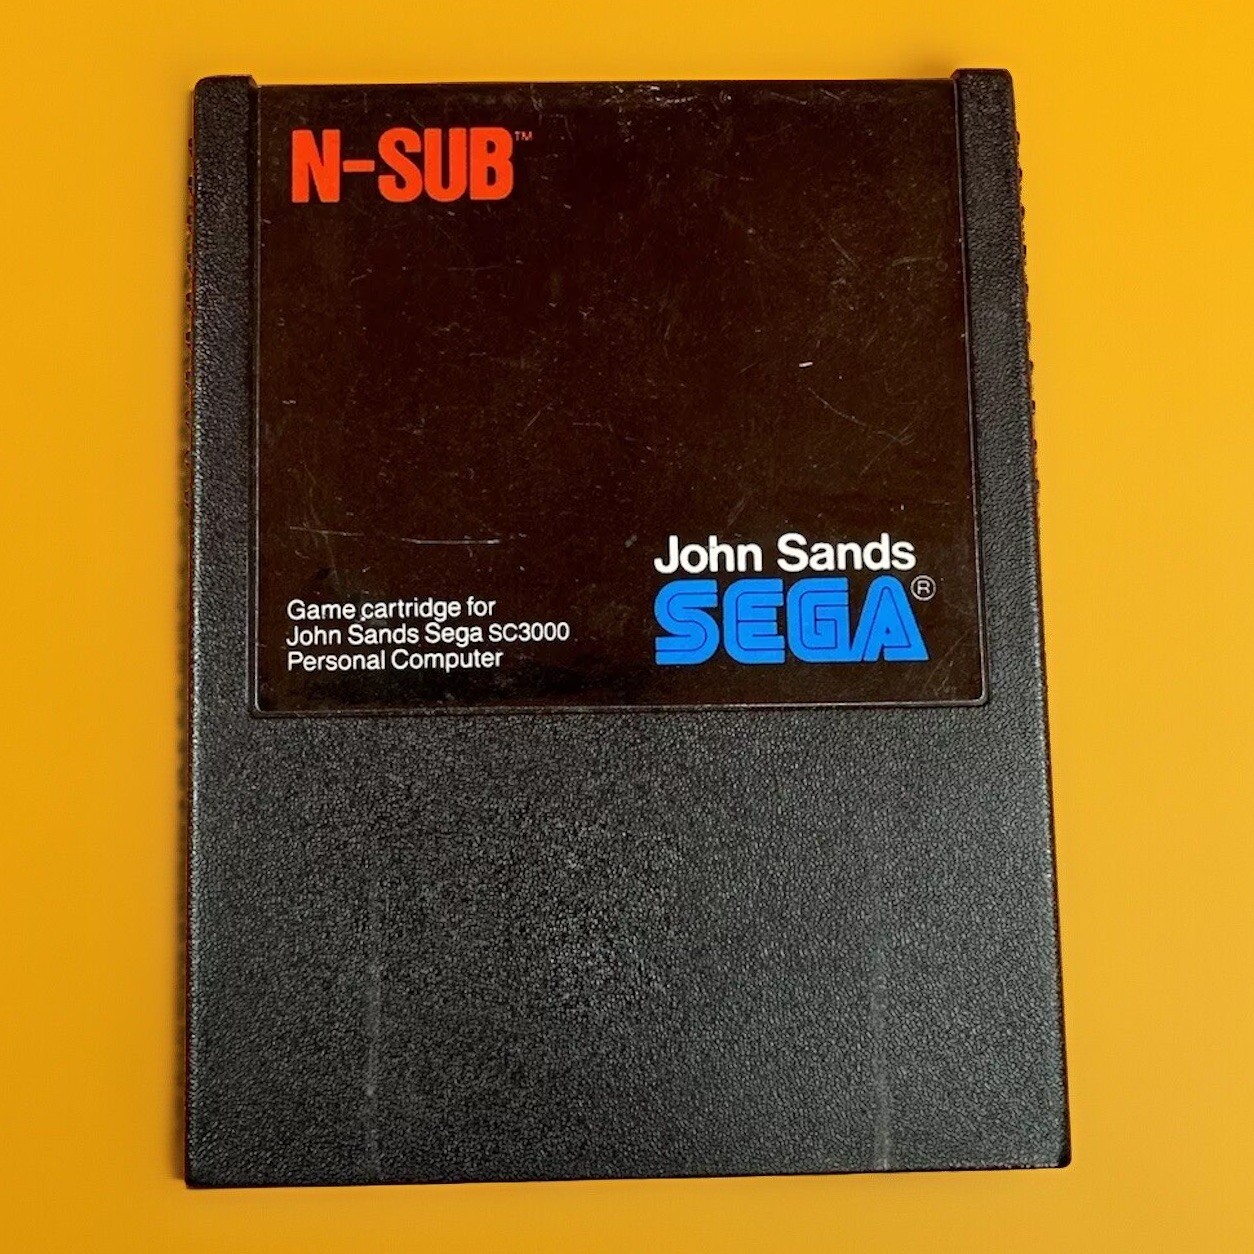 N-SUB™
John Sands
SEGA®
Game cartridge for
John Sands Sega SC3000
Personal Computer